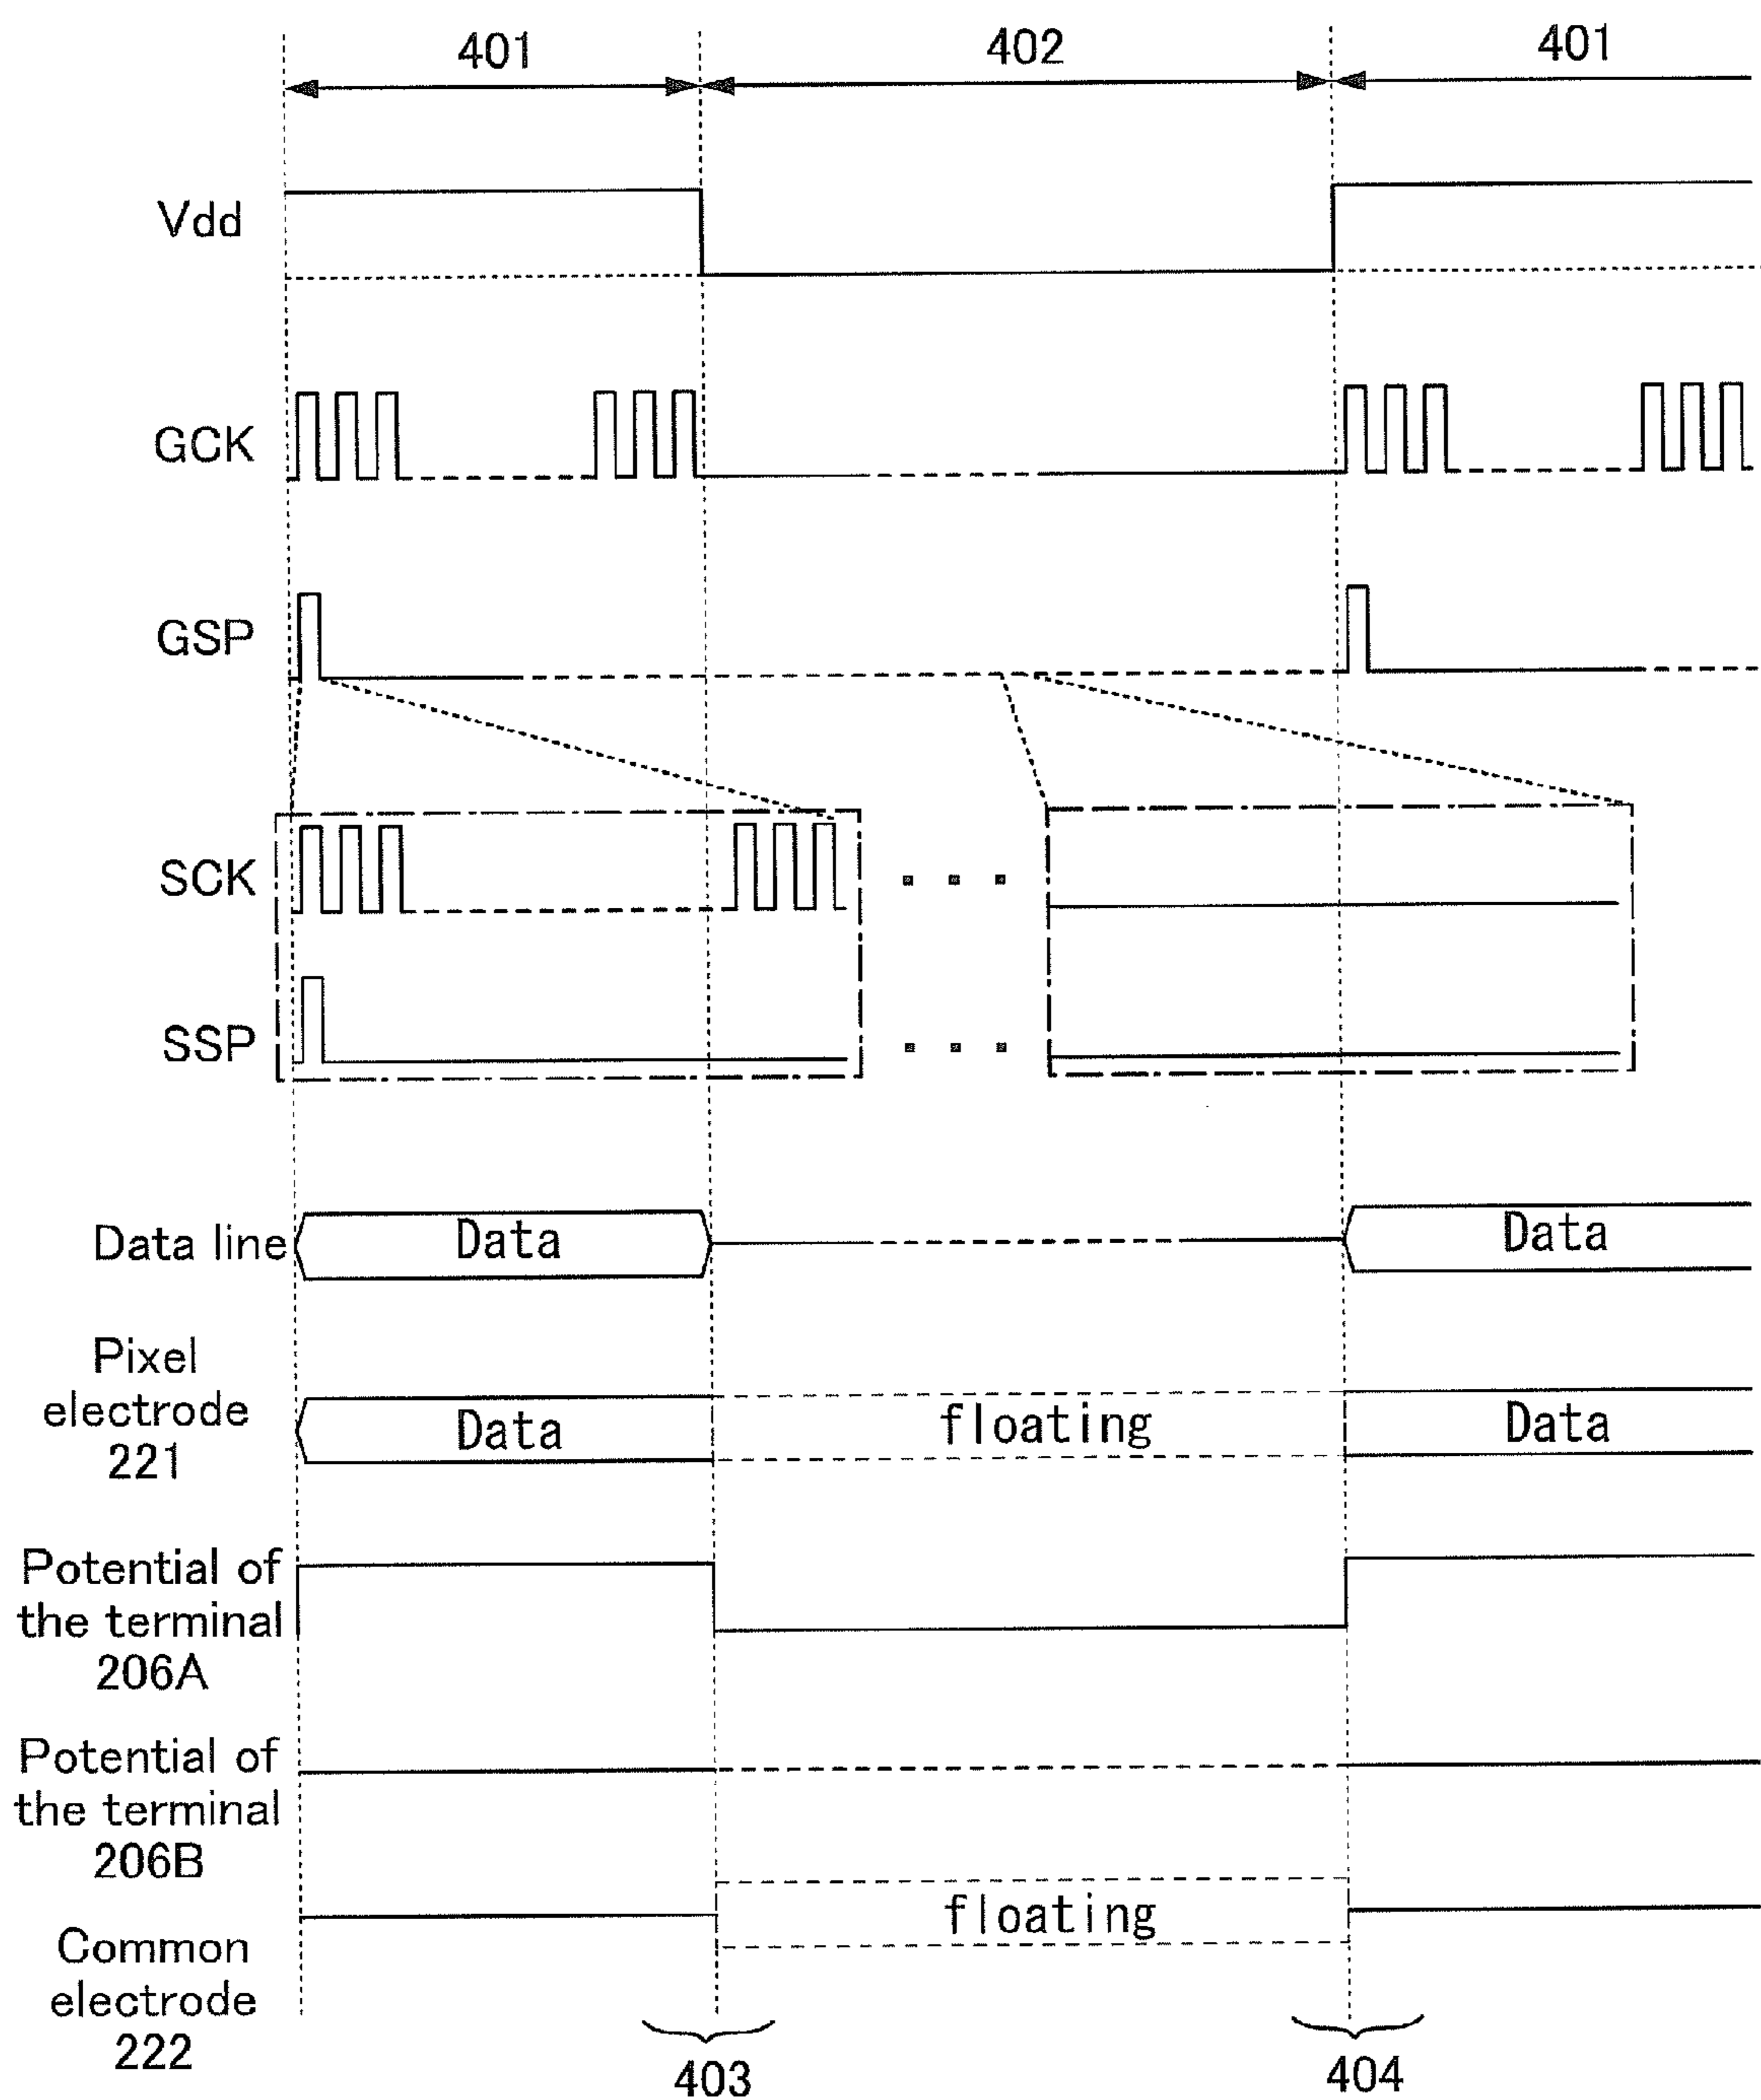 401 402 401
Vdd
GCK
GSP
SCK
SSP
Data line Data Data
Pixel
electrode
221
Data floating Data
Potential of
the terminal
206A
Potential of
the terminal
206B
floating
Common
electrode
222
403 404